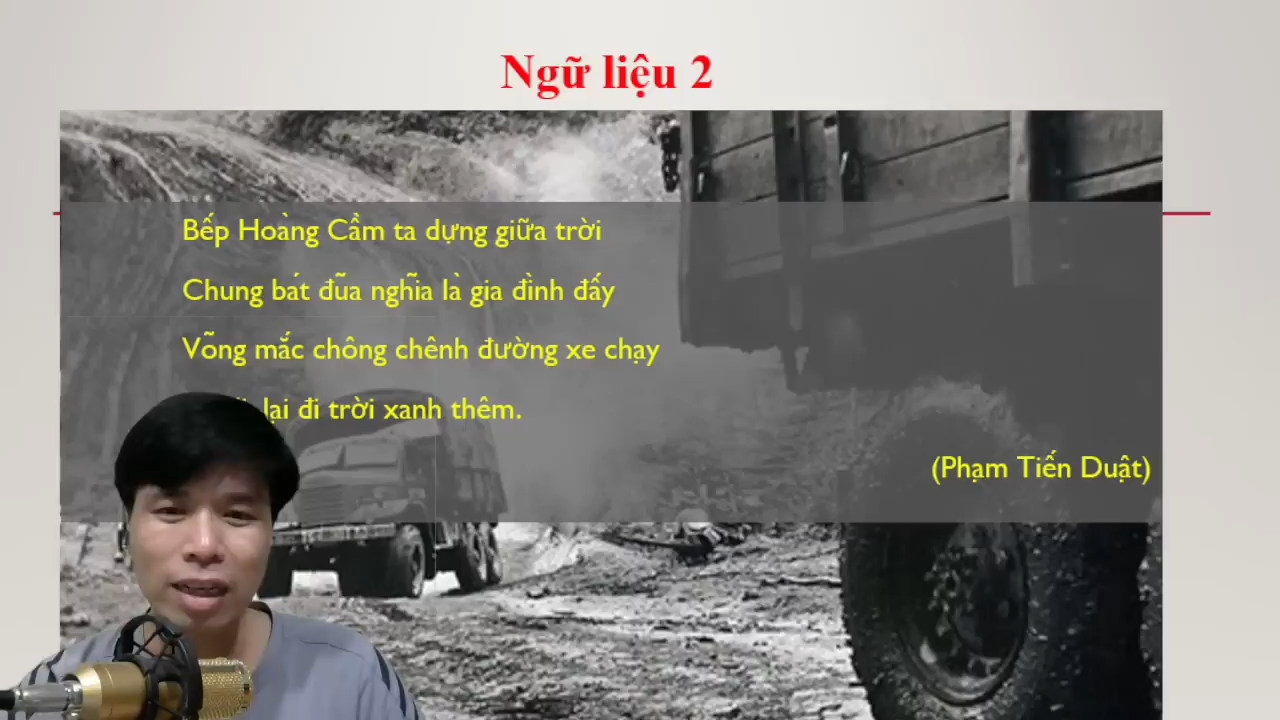 Ngữ liệu 2
Bếp Hoàng Cầm ta dựng giữa trời
Chung bát đũa nghĩa là gia đình đấy
Võng mắc chông chênh đường xe chạy
lại đi trời xanh thêm.
(Phạm Tiến Duật)